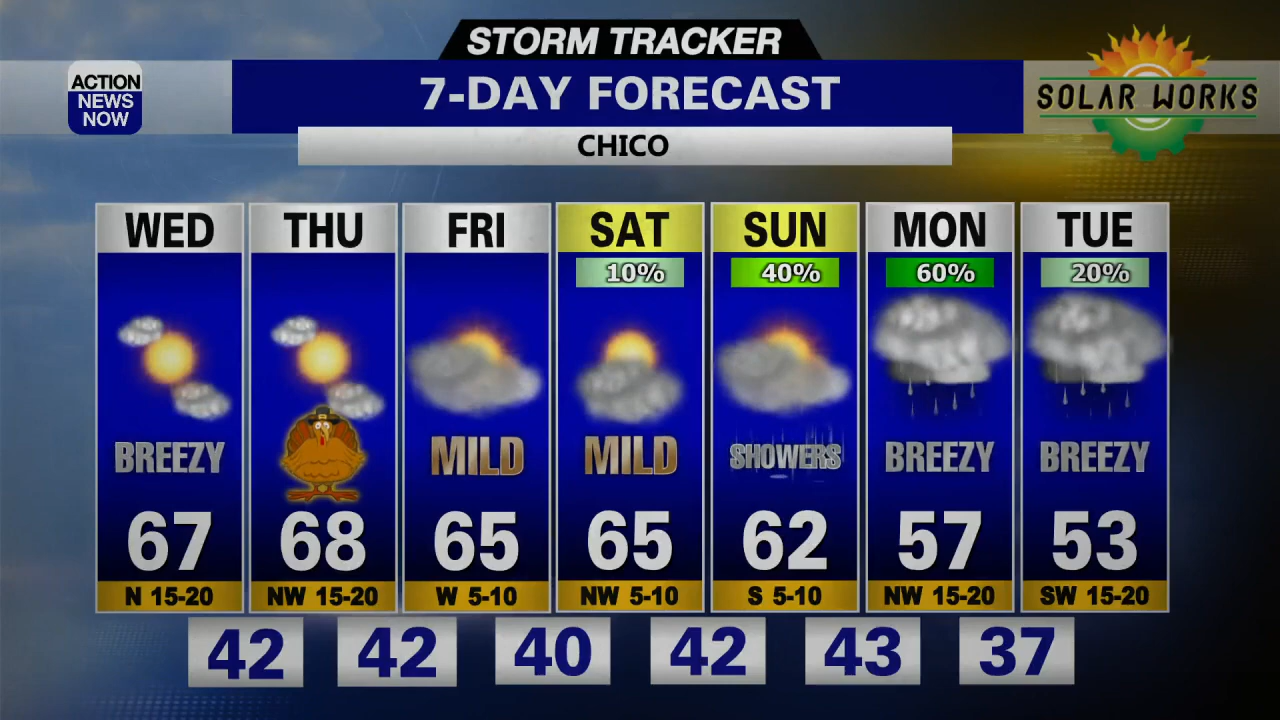 STORM TRACKER
7-DAY FORECAST
CHICO
ACTION
NEWS
NOW
SOLAR WORKS
WED THU FRI SAT SUN MON TUE
10% 40% 60% 20%
BREEZY MILD MILD SHOWERS BREEZY BREEZY
67 68 65 65 62 57 53
N 15-20 NW 15-20 W 5-10 NW 5-10 S 5-10 NW 15-20 SW 15-20
42 42 40 42 43 37